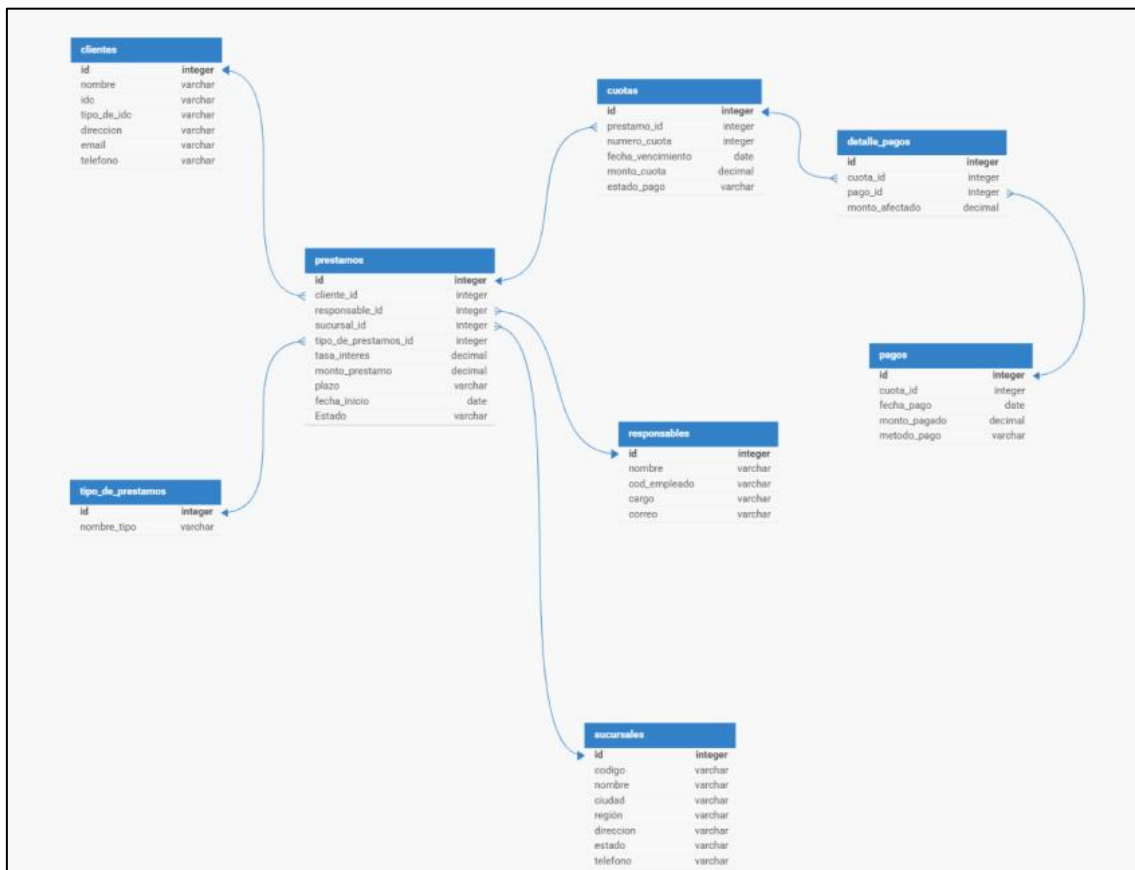 clientes
id integer
nombre varchar
idc varchar
tipo_de_idc varchar
direccion varchar
email varchar
telefono varchar
cuotas
id integer
prestamo_id integer
numero_cuota integer
fecha_vencimiento date
monto_cuota decimal
estado_pago varchar
detalle_pagos
id integer
cuota_id integer
pago_id integer
monto_afectado decimal
prestamos
id integer
cliente_id integer
responsable_id integer
sucursal_id integer
tipo_de_prestamos_id integer
tasa_interes decimal
monto_prestamo decimal
plazo varchar
fecha_inicio date
Estado varchar
pagos
id integer
cuota_id integer
fecha_pago date
monto_pagado decimal
metodo_pago varchar
responsables
id integer
nombre varchar
cod_empleado varchar
cargo varchar
correo varchar
tipo_de_prestamos
id integer
nombre_tipo varchar
sucursales
id integer
codigo varchar
nombre varchar
ciudad varchar
región varchar
direccion varchar
estado varchar
telefono varchar